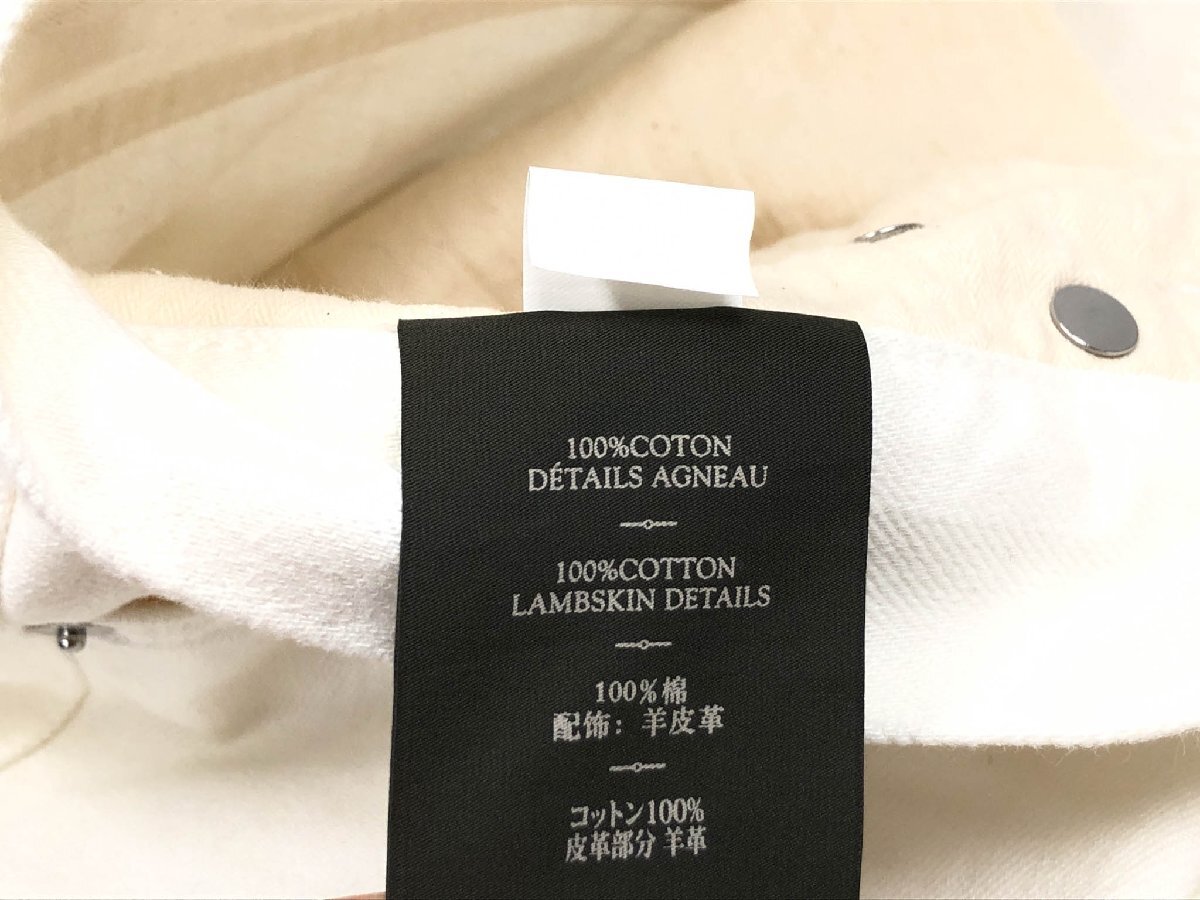 100%COTON
DÉTAILS AGNEAU
100%COTTON
LAMBSKIN DETAILS
100%棉
配饰: 羊皮革
コットン100%
皮革部分 羊革